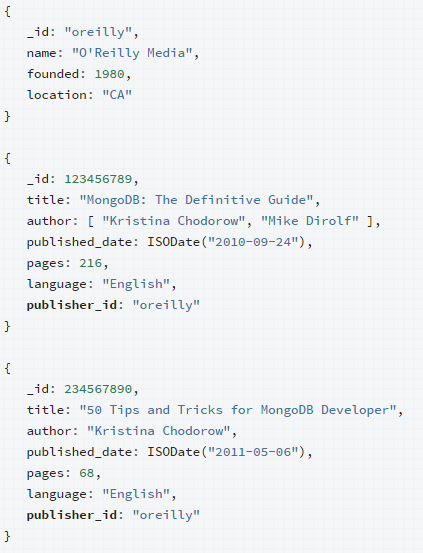 {
_id: "oreilly",
name: "O'Reilly Media",
founded: 1980,
location: "CA"
}
{
_id: 123456789,
title: "MongoDB: The Definitive Guide",
author: [ "Kristina Chodorow", "Mike Dirolf" ],
published_date: ISODate("2010-09-24"),
pages: 216,
language: "English",
publisher_id: "oreilly"
}
{
_id: 234567890,
title: "50 Tips and Tricks for MongoDB Developer",
author: "Kristina Chodorow",
published_date: ISODate("2011-05-06"),
pages: 68,
language: "English",
publisher_id: "oreilly"
}